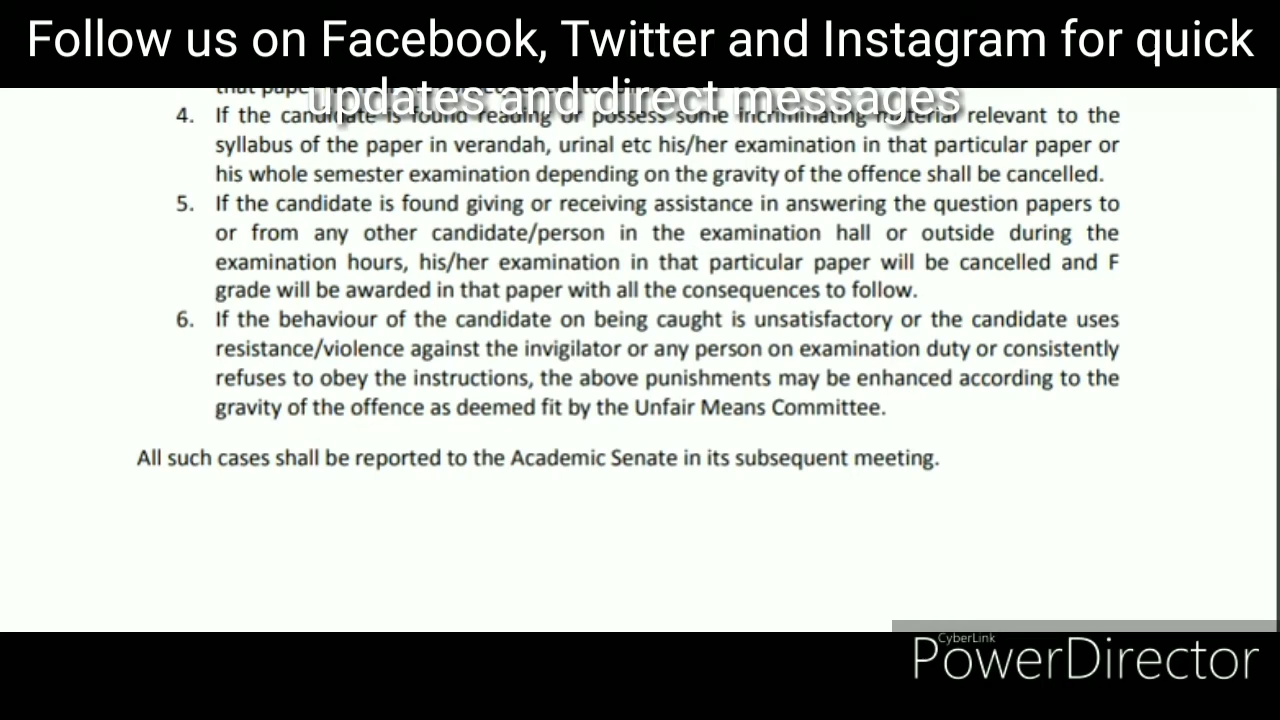 Follow us on Facebook, Twitter and Instagram for quick
updates and direct messages
that pape
4. If the candidate is found reading or possess some incriminating material relevant to the
syllabus of the paper in verandah, urinal etc his/her examination in that particular paper or
his whole semester examination depending on the gravity of the offence shall be cancelled.
5. If the candidate is found giving or receiving assistance in answering the question papers to
or from any other candidate/person in the examination hall or outside during the
examination hours, his/her examination in that particular paper will be cancelled and F
grade will be awarded in that paper with all the consequences to follow.
6. If the behaviour of the candidate on being caught is unsatisfactory or the candidate uses
resistance/violence against the invigilator or any person on examination duty or consistently
refuses to obey the instructions, the above punishments may be enhanced according to the
gravity of the offence as deemed fit by the Unfair Means Committee.
All such cases shall be reported to the Academic Senate in its subsequent meeting.
CyberLink
PowerDirector